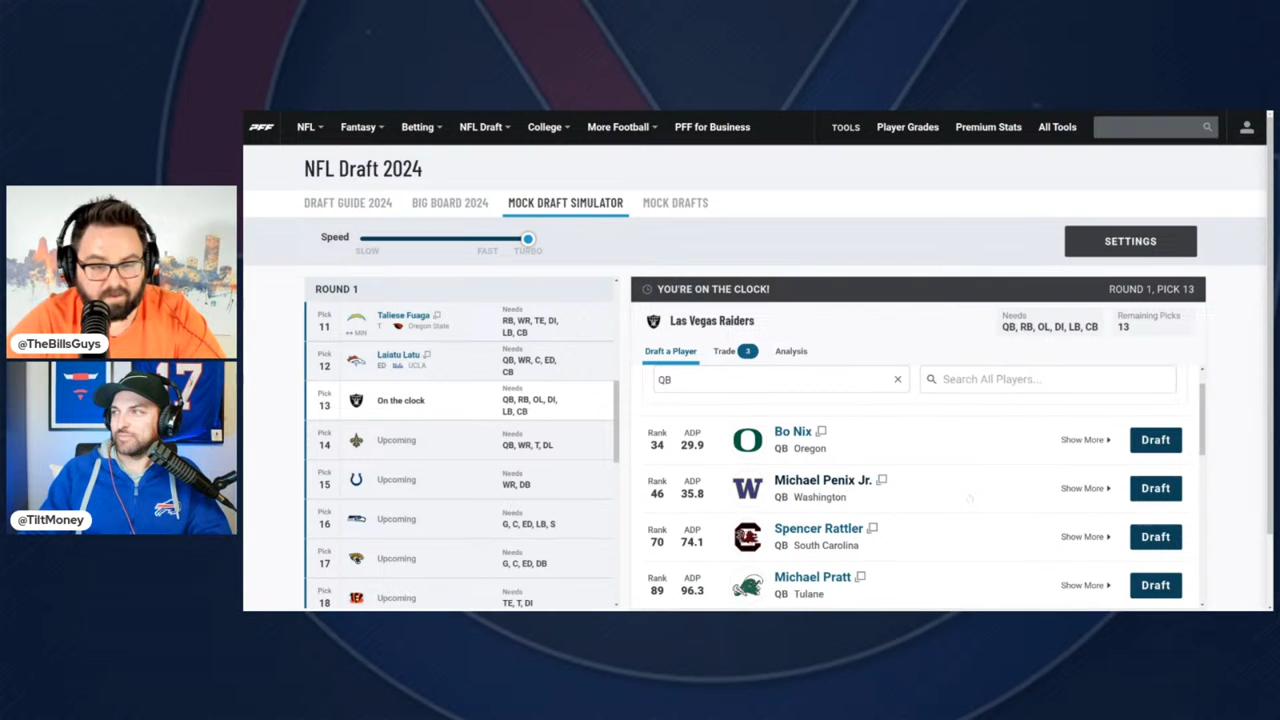 PFF
NFL
Fantasy
Betting
NFL Draft
College
More Football
PFF for Business
TOOLS
Player Grades
Premium Stats
All Tools
NFL Draft 2024
DRAFT GUIDE 2024
BIG BOARD 2024
MOCK DRAFT SIMULATOR
MOCK DRAFTS
Speed
SLOW
FAST
TURBO
SETTINGS
ROUND 1
Pick
11
Taliese Fuaga
T
Oregon State
↔ MIN
Needs
RB, WR, TE, DI,
LB, CB
Pick
12
Laiatu Latu
ED
UCLA
Needs
QB, WR, C, ED,
CB
Pick
13
On the clock
Needs
QB, RB, OL, DI,
LB, CB
Pick
14
Upcoming
Needs
QB, WR, T, DL
Pick
15
Upcoming
Needs
WR, DB
Pick
16
Upcoming
Needs
G, C, ED, LB, S
Pick
17
Upcoming
Needs
G, C, ED, DB
Pick
18
Upcoming
Needs
TE, T, DI
YOU'RE ON THE CLOCK!
ROUND 1, PICK 13
Las Vegas Raiders
Needs
QB, RB, OL, DI, LB, CB
Remaining Picks
13
Draft a Player
Trade 3
Analysis
QB
Search All Players...
Rank
34
ADP
29.9
Bo Nix
QB Oregon
Show More
Draft
Rank
46
ADP
35.8
Michael Penix Jr.
QB Washington
Show More
Draft
Rank
70
ADP
74.1
Spencer Rattler
QB South Carolina
Show More
Draft
Rank
89
ADP
96.3
Michael Pratt
QB Tulane
Show More
Draft
@TheBillsGuys
17
@TiltMoney